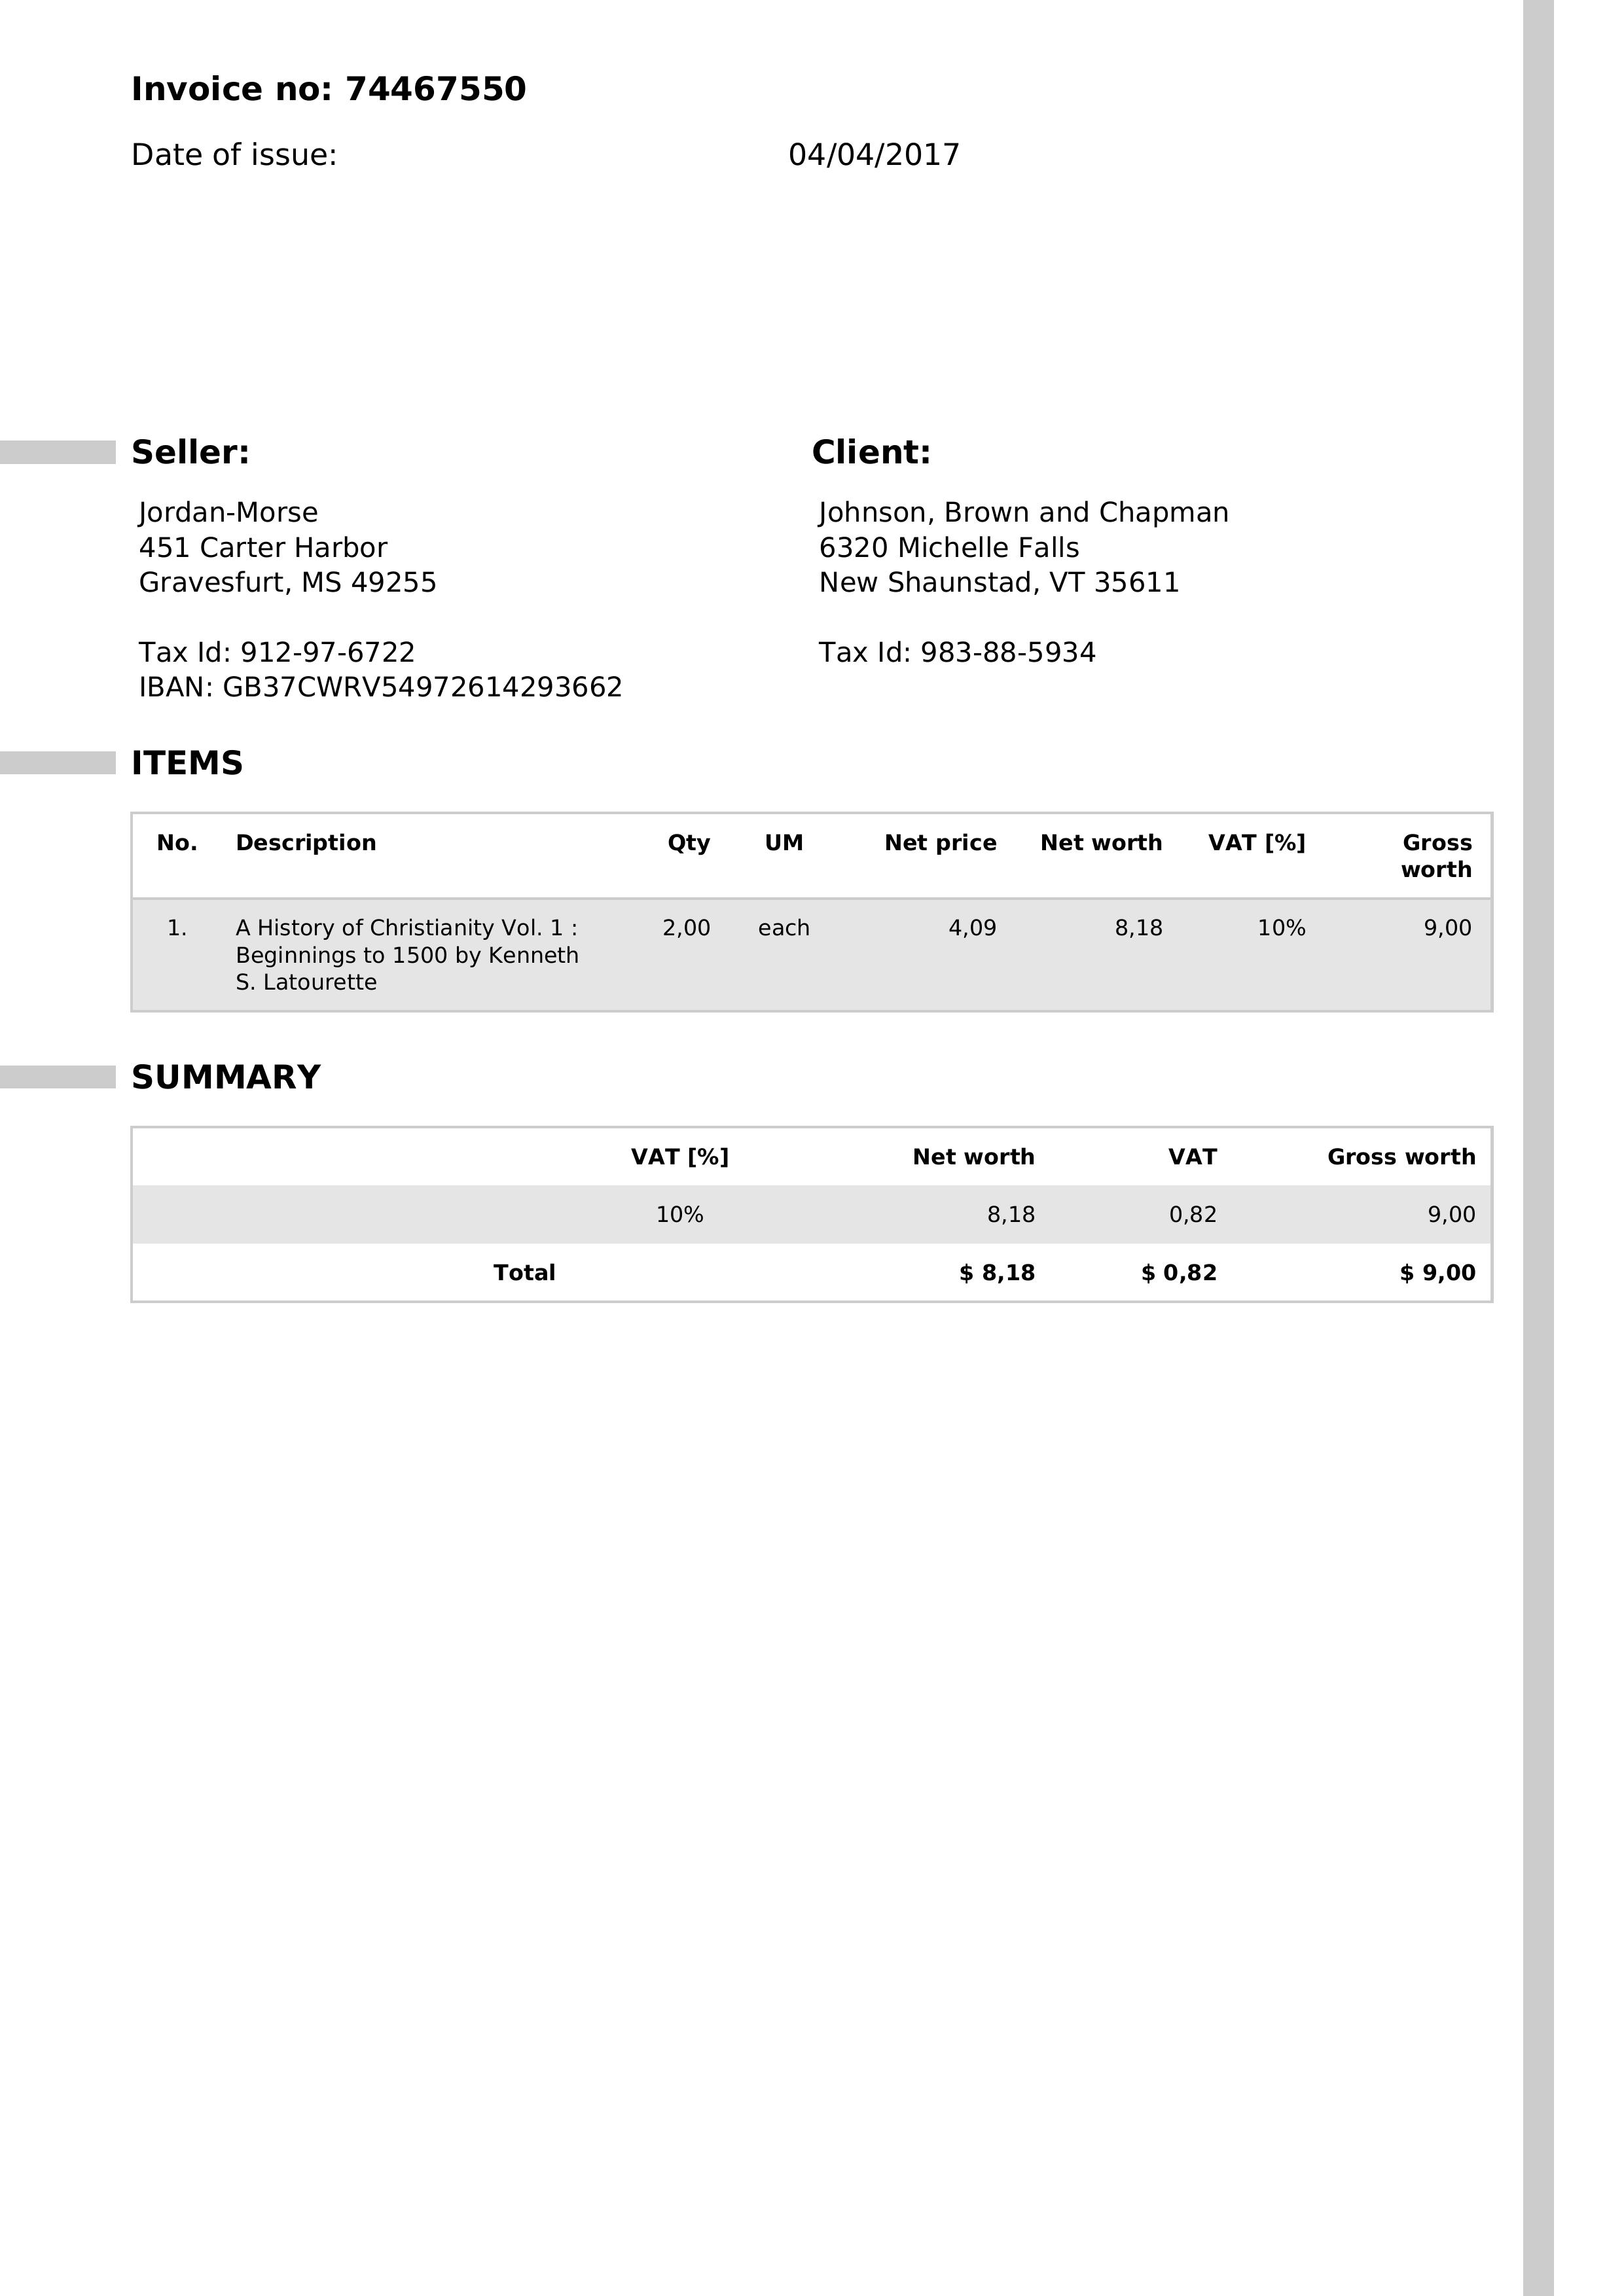 Invoice no: 74467550
Date of issue: 04/04/2017
Seller:
Jordan-Morse
451 Carter Harbor
Gravesfurt, MS 49255
Tax Id: 912-97-6722
IBAN: GB37CWRV54972614293662
Client:
Johnson, Brown and Chapman
6320 Michelle Falls
New Shaunstad, VT 35611
Tax Id: 983-88-5934
ITEMS
No. Description Qty UM Net price Net worth VAT [%] Gross
worth
1. A History of Christianity Vol. 1 : 2,00 each 4,09 8,18 10% 9,00
Beginnings to 1500 by Kenneth
S. Latourette
SUMMARY
VAT [%] Net worth VAT Gross worth
10% 8,18 0,82 9,00
Total $ 8,18 $ 0,82 $ 9,00